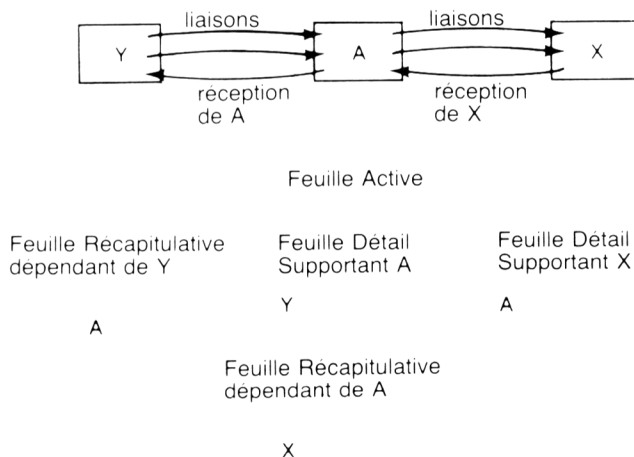 liaisons
liaisons
Y
A
X
réception
de A
réception
de X
Feuille Active
Feuille Récapitulative
dépendant de Y
A
Feuille Détail
Supportant A
Y
Feuille Détail
Supportant X
A
Feuille Récapitulative
dépendant de A
X